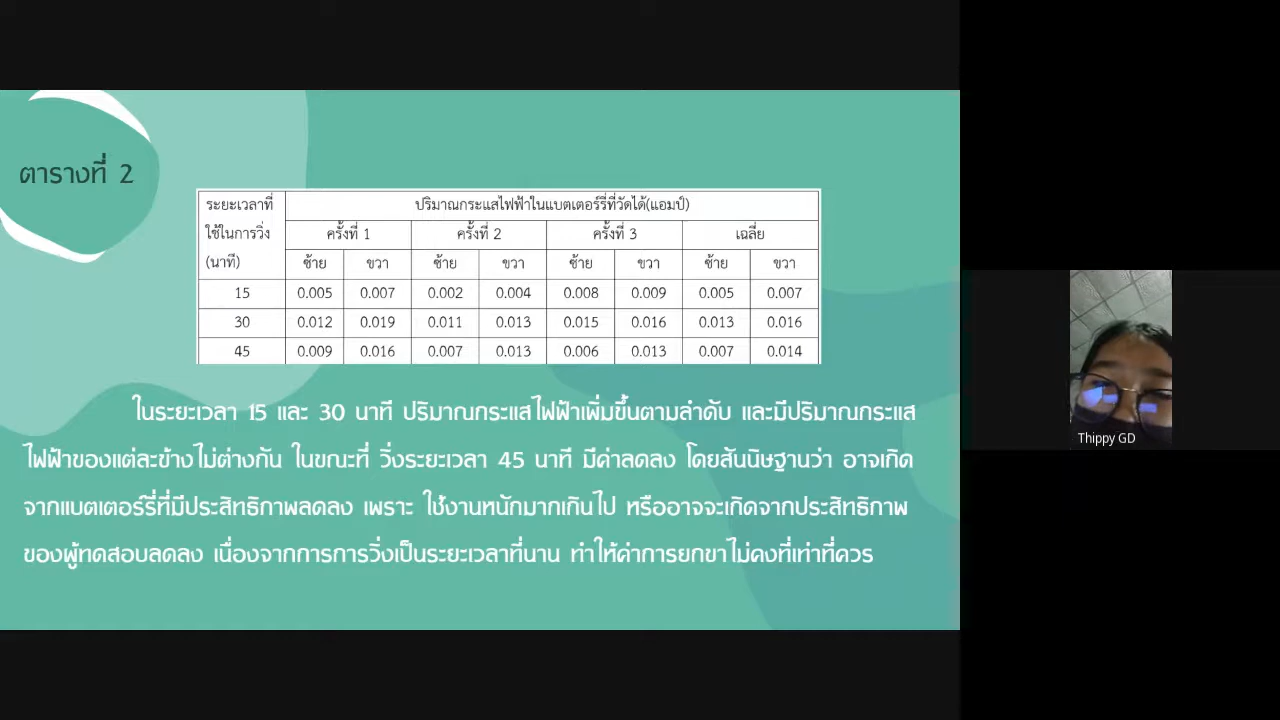 ตารางที่ 2
ระยะเวลาที่ใช้ในการวิ่ง (นาที) ปริมาณกระแสไฟฟ้าในแบตเตอร์รี่ที่วัดได้(แอมป์)
ครั้งที่ 1 ครั้งที่ 2 ครั้งที่ 3 เฉลี่ย
ซ้าย ขวา ซ้าย ขวา ซ้าย ขวา ซ้าย ขวา
15 0.005 0.007 0.002 0.004 0.008 0.009 0.005 0.007
30 0.012 0.019 0.011 0.013 0.015 0.016 0.013 0.016
45 0.009 0.016 0.007 0.013 0.006 0.013 0.007 0.014
ในระยะเวลา 15 และ 30 นาที ปริมาณกระแสไฟฟ้าเพิ่มขึ้นตามลำดับ และมีปริมาณกระแส
ไฟฟ้าของแต่ละข้างไม่ต่างกัน ในขณะที่ วิ่งระยะเวลา 45 นาที มีค่าลดลง โดยสันนิษฐานว่า อาจเกิด
จากแบตเตอร์รี่ที่มีประสิทธิภาพลดลง เพราะ ใช้งานหนักมากเกินไป หรืออาจจะเกิดจากประสิทธิภาพ
ของผู้ทดสอบลดลง เนื่องจากการการวิ่งเป็นระยะเวลาที่นาน ทำให้ค่าการยกขาไม่คงที่เท่าที่ควร
Thippy GD